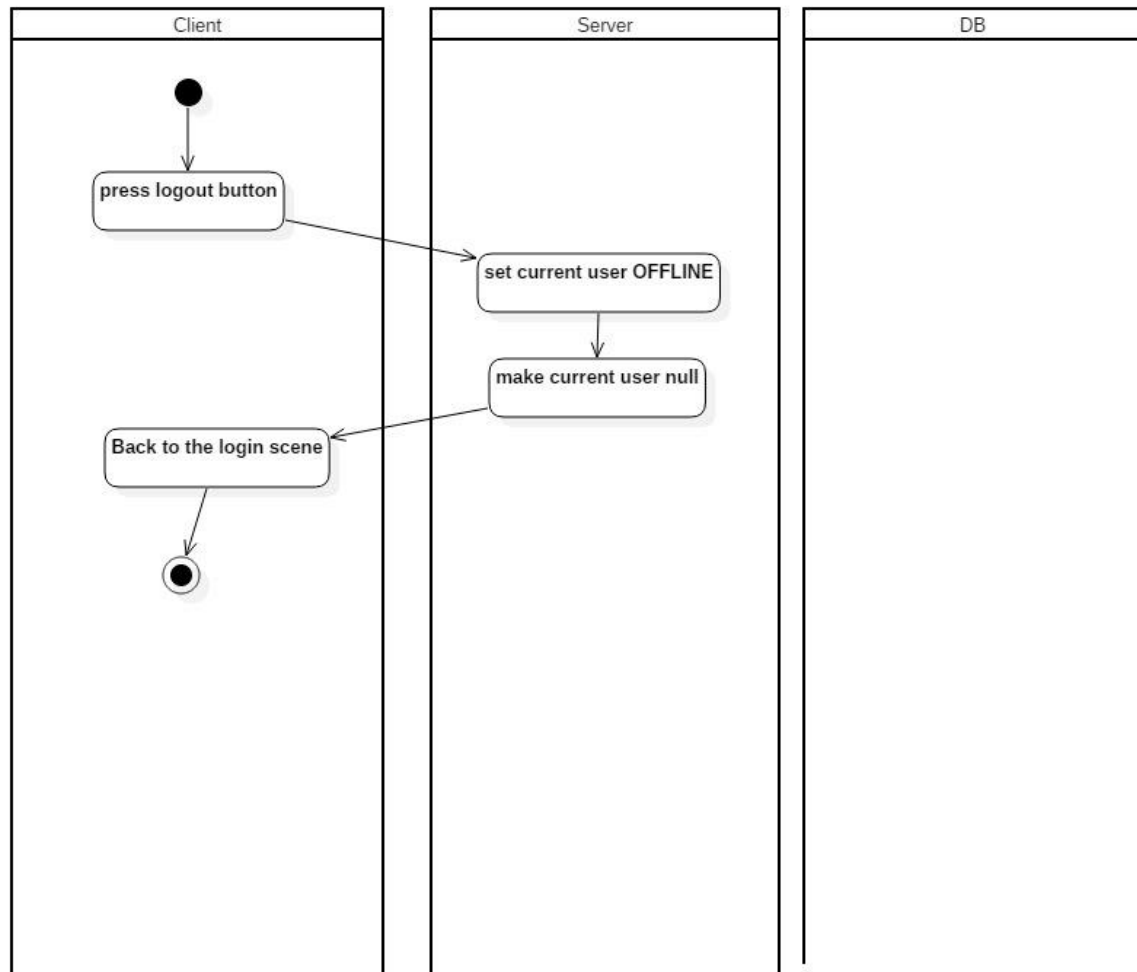 Client
Server
DB
press logout button
set current user OFFLINE
make current user null
Back to the login scene